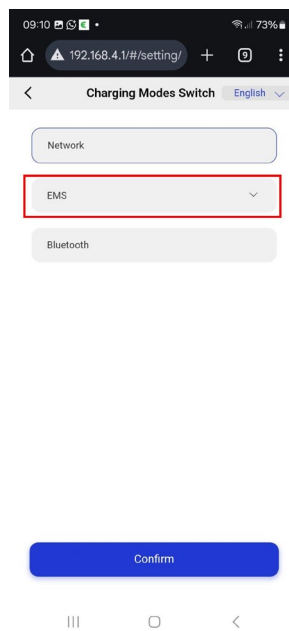 09:10
73%
192.168.4.1/#/setting/
9
Charging Modes Switch
English
Network
EMS
Bluetooth
Confirm